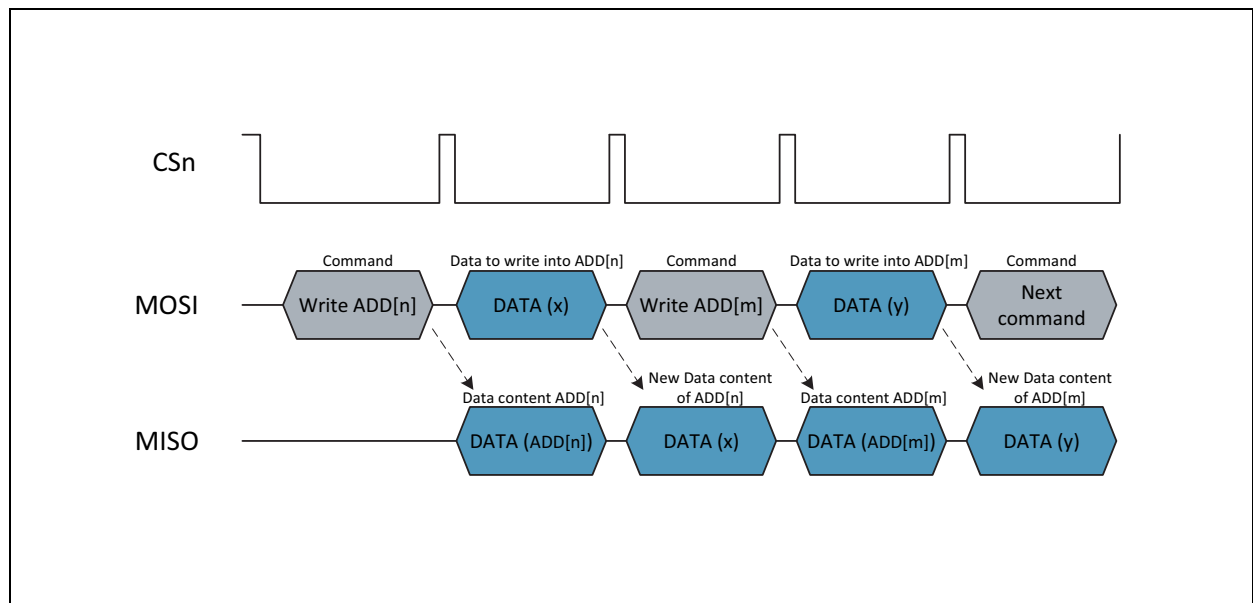 CSn
Command
Data to write into ADD[n]
Command
Data to write into ADD[m]
Command
MOSI
Write ADD[n]
DATA (x)
Write ADD[m]
DATA (y)
Next
command
Data content ADD[n]
New Data content
of ADD[n]
Data content ADD[m]
New Data content
of ADD[m]
MISO
DATA (ADD[n])
DATA (x)
DATA (ADD[m])
DATA (y)